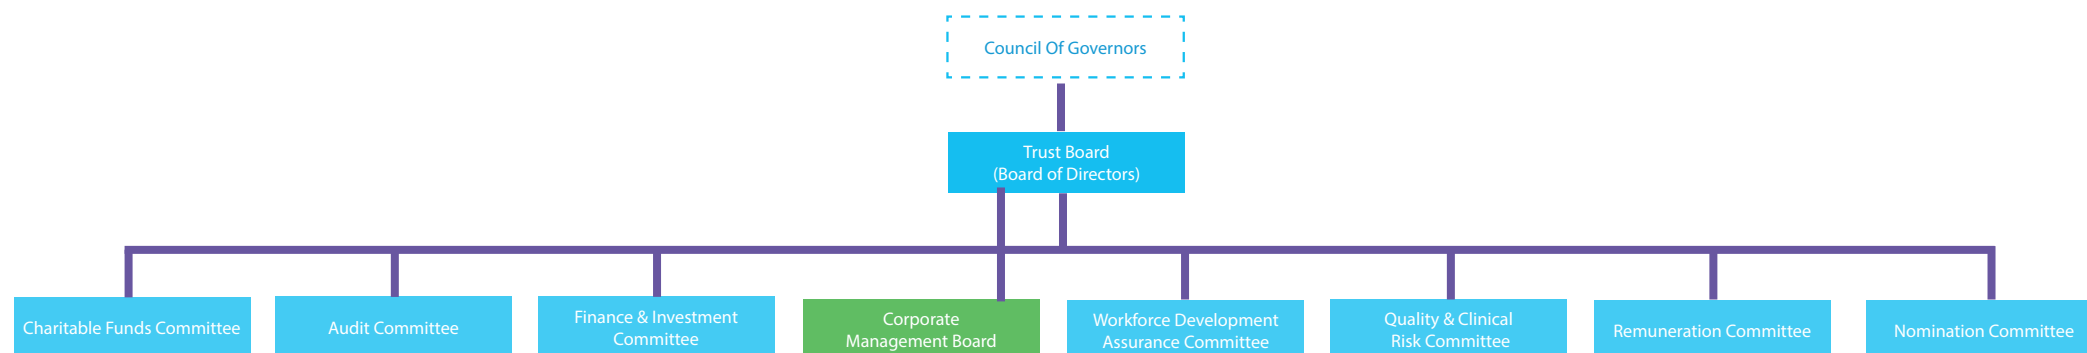 Council Of Governors
Trust Board
(Board of Directors)
Charitable Funds Committee
Audit Committee
Finance & Investment
Committee
Corporate
Management Board
Workforce Development
Assurance Committee
Quality & Clinical
Risk Committee
Remuneration Committee
Nomination Committee